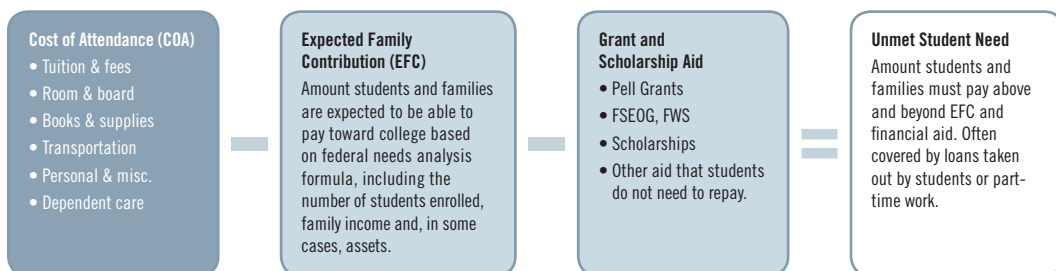 Cost of Attendance (COA)
• Tuition & fees
• Room & board
• Books & supplies
• Transportation
• Personal & misc.
• Dependent care
Expected Family
Contribution (EFC)
Amount students and families
are expected to be able to
pay toward college based
on federal needs analysis
formula, including the
number of students enrolled,
family income and, in some
cases, assets.
Grant and
Scholarship Aid
• Pell Grants
• FSEOG, FWS
• Scholarships
• Other aid that students
do not need to repay.
Unmet Student Need
Amount students and
families must pay above
and beyond EFC and
financial aid. Often
covered by loans taken
out by students or part-
time work.